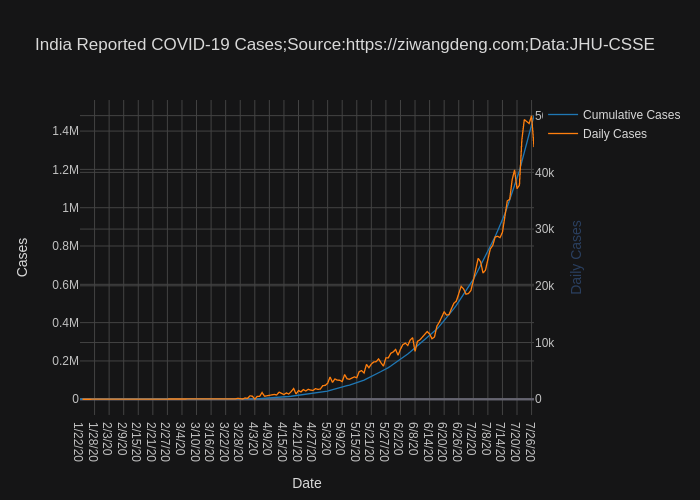 India Reported COVID-19 Cases;Source:https://ziwangdeng.com;Data:JHU-CSSE
Cumulative Cases
Daily Cases
1.4M
1.2M
1M
0.8M
0.6M
0.4M
0.2M
0
Cases
40k
30k
20k
10k
0
Daily Cases
1/22/20
1/28/20
2/3/20
2/9/20
2/15/20
2/21/20
2/27/20
3/4/20
3/10/20
3/16/20
3/22/20
3/28/20
4/3/20
4/9/20
4/15/20
4/21/20
4/27/20
5/3/20
5/9/20
5/15/20
5/21/20
5/27/20
6/2/20
6/8/20
6/14/20
6/20/20
6/26/20
7/2/20
7/8/20
7/14/20
7/20/20
7/26/20
Date